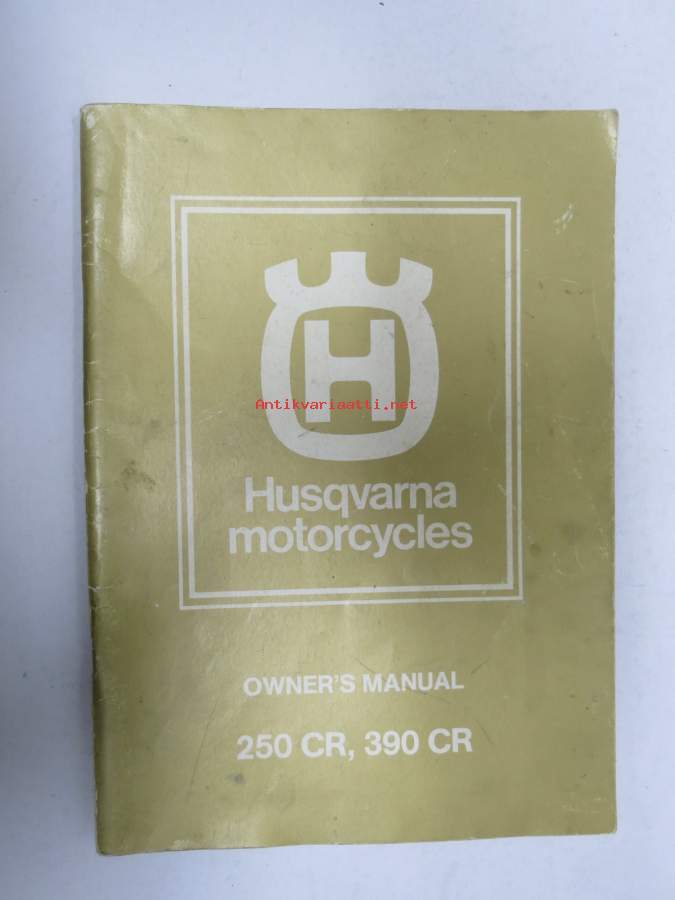 H
Antikvariaatti.net
Husqvarna
motorcycles
OWNER'S MANUAL
250 CR, 390 CR